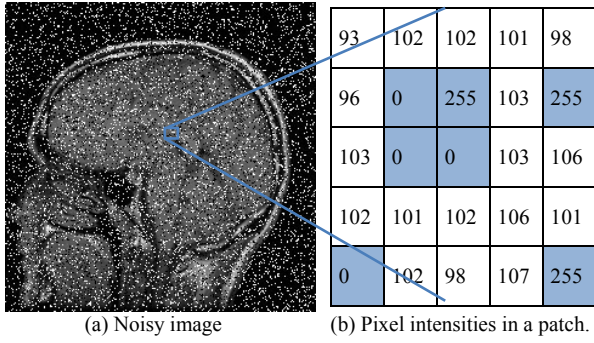 93 102 102 101 98
96 0 255 103 255
103 0 0 103 106
102 101 102 106 101
0 102 98 107 255
(a) Noisy image
(b) Pixel intensities in a patch.